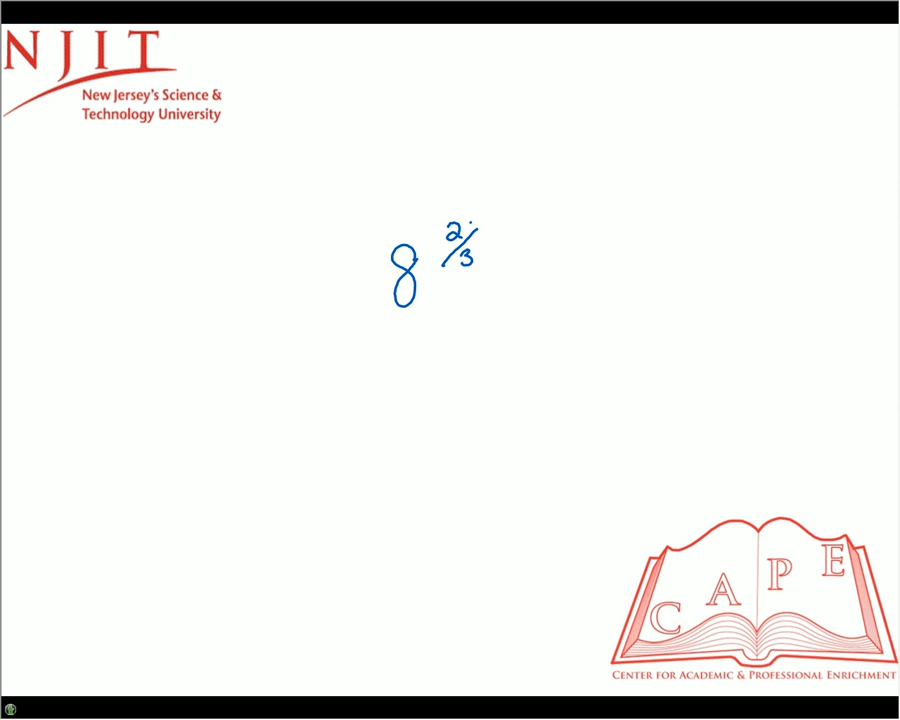 NJIT
New Jersey's Science &
Technology University
8 2/3
C A P E
CENTER FOR ACADEMIC & PROFESSIONAL ENRICHMENT